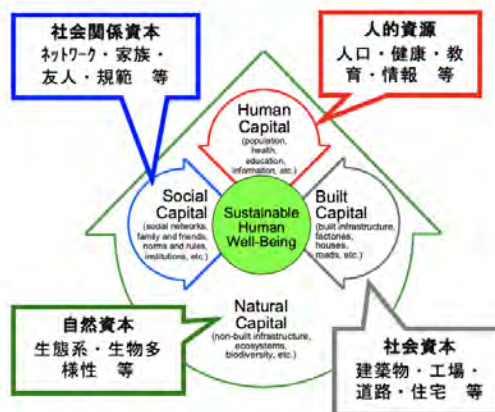 社会関係資本
ネットワーク・家族・
友人・規範　等
人的資源
人口・健康・教
育・情報　等
Human
Capital
(population,
health,
education,
information, etc.)
Social
Capital
(social networks,
family and friends,
norms and rules,
institutions, etc.)
Sustainable
Human
Well-Being
Built
Capital
(built infrastructure,
factories,
houses,
roads, etc.)
Natural
Capital
(non-built infrastructure,
ecosystems,
biodiversity, etc.)
自然資本
生態系・生物多
様性　等
社会資本
建築物・工場・
道路・住宅　等